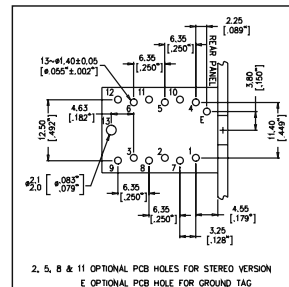 2.25
[.089"]
6.35
[.250"]
REAR PANEL
13~ø1,40±0,05
[ø.055"±.002"]
6,35
[.250"]
3,80
[.150"]
12 11 10
6 5 4
4.63
[.182"]
E
12,50
[.492"]
13
11,40
[.449"]
ø2,1
2,0
ø.083"
.079"
3 2 1
9 8 7
6.35
[.250"]
4.55
[.179"]
6.35
[.250"]
3,25
[.128"]
2, 5, 8 & 11 OPTIONAL PCB HOLES FOR STEREO VERSION
E OPTIONAL PCB HOLE FOR GROUND TAG